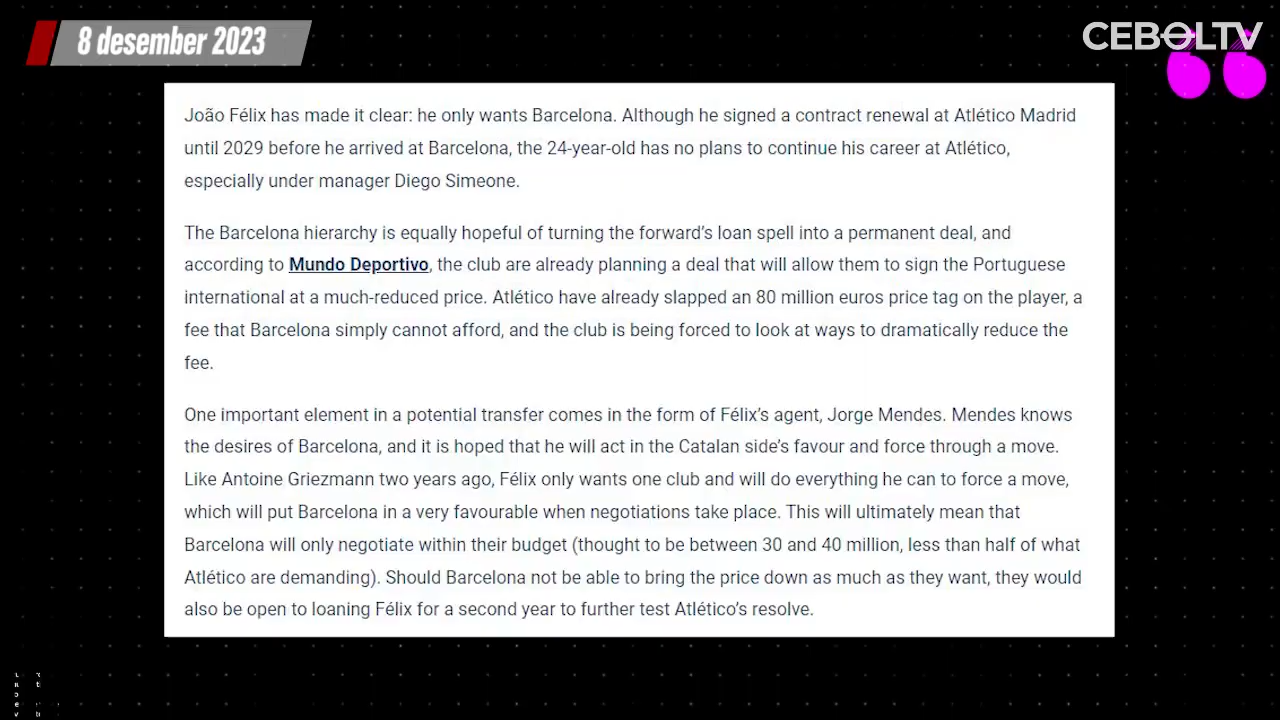 8 desember 2023
CEBOLTV
João Félix has made it clear: he only wants Barcelona. Although he signed a contract renewal at Atlético Madrid
until 2029 before he arrived at Barcelona, the 24-year-old has no plans to continue his career at Atlético,
especially under manager Diego Simeone.
The Barcelona hierarchy is equally hopeful of turning the forward's loan spell into a permanent deal, and
according to Mundo Deportivo, the club are already planning a deal that will allow them to sign the Portuguese
international at a much-reduced price. Atlético have already slapped an 80 million euros price tag on the player, a
fee that Barcelona simply cannot afford, and the club is being forced to look at ways to dramatically reduce the
fee.
One important element in a potential transfer comes in the form of Félix's agent, Jorge Mendes. Mendes knows
the desires of Barcelona, and it is hoped that he will act in the Catalan side's favour and force through a move.
Like Antoine Griezmann two years ago, Félix only wants one club and will do everything he can to force a move,
which will put Barcelona in a very favourable when negotiations take place. This will ultimately mean that
Barcelona will only negotiate within their budget (thought to be between 30 and 40 million, less than half of what
Atlético are demanding). Should Barcelona not be able to bring the price down as much as they want, they would
also be open to loaning Félix for a second year to further test Atlético's resolve.